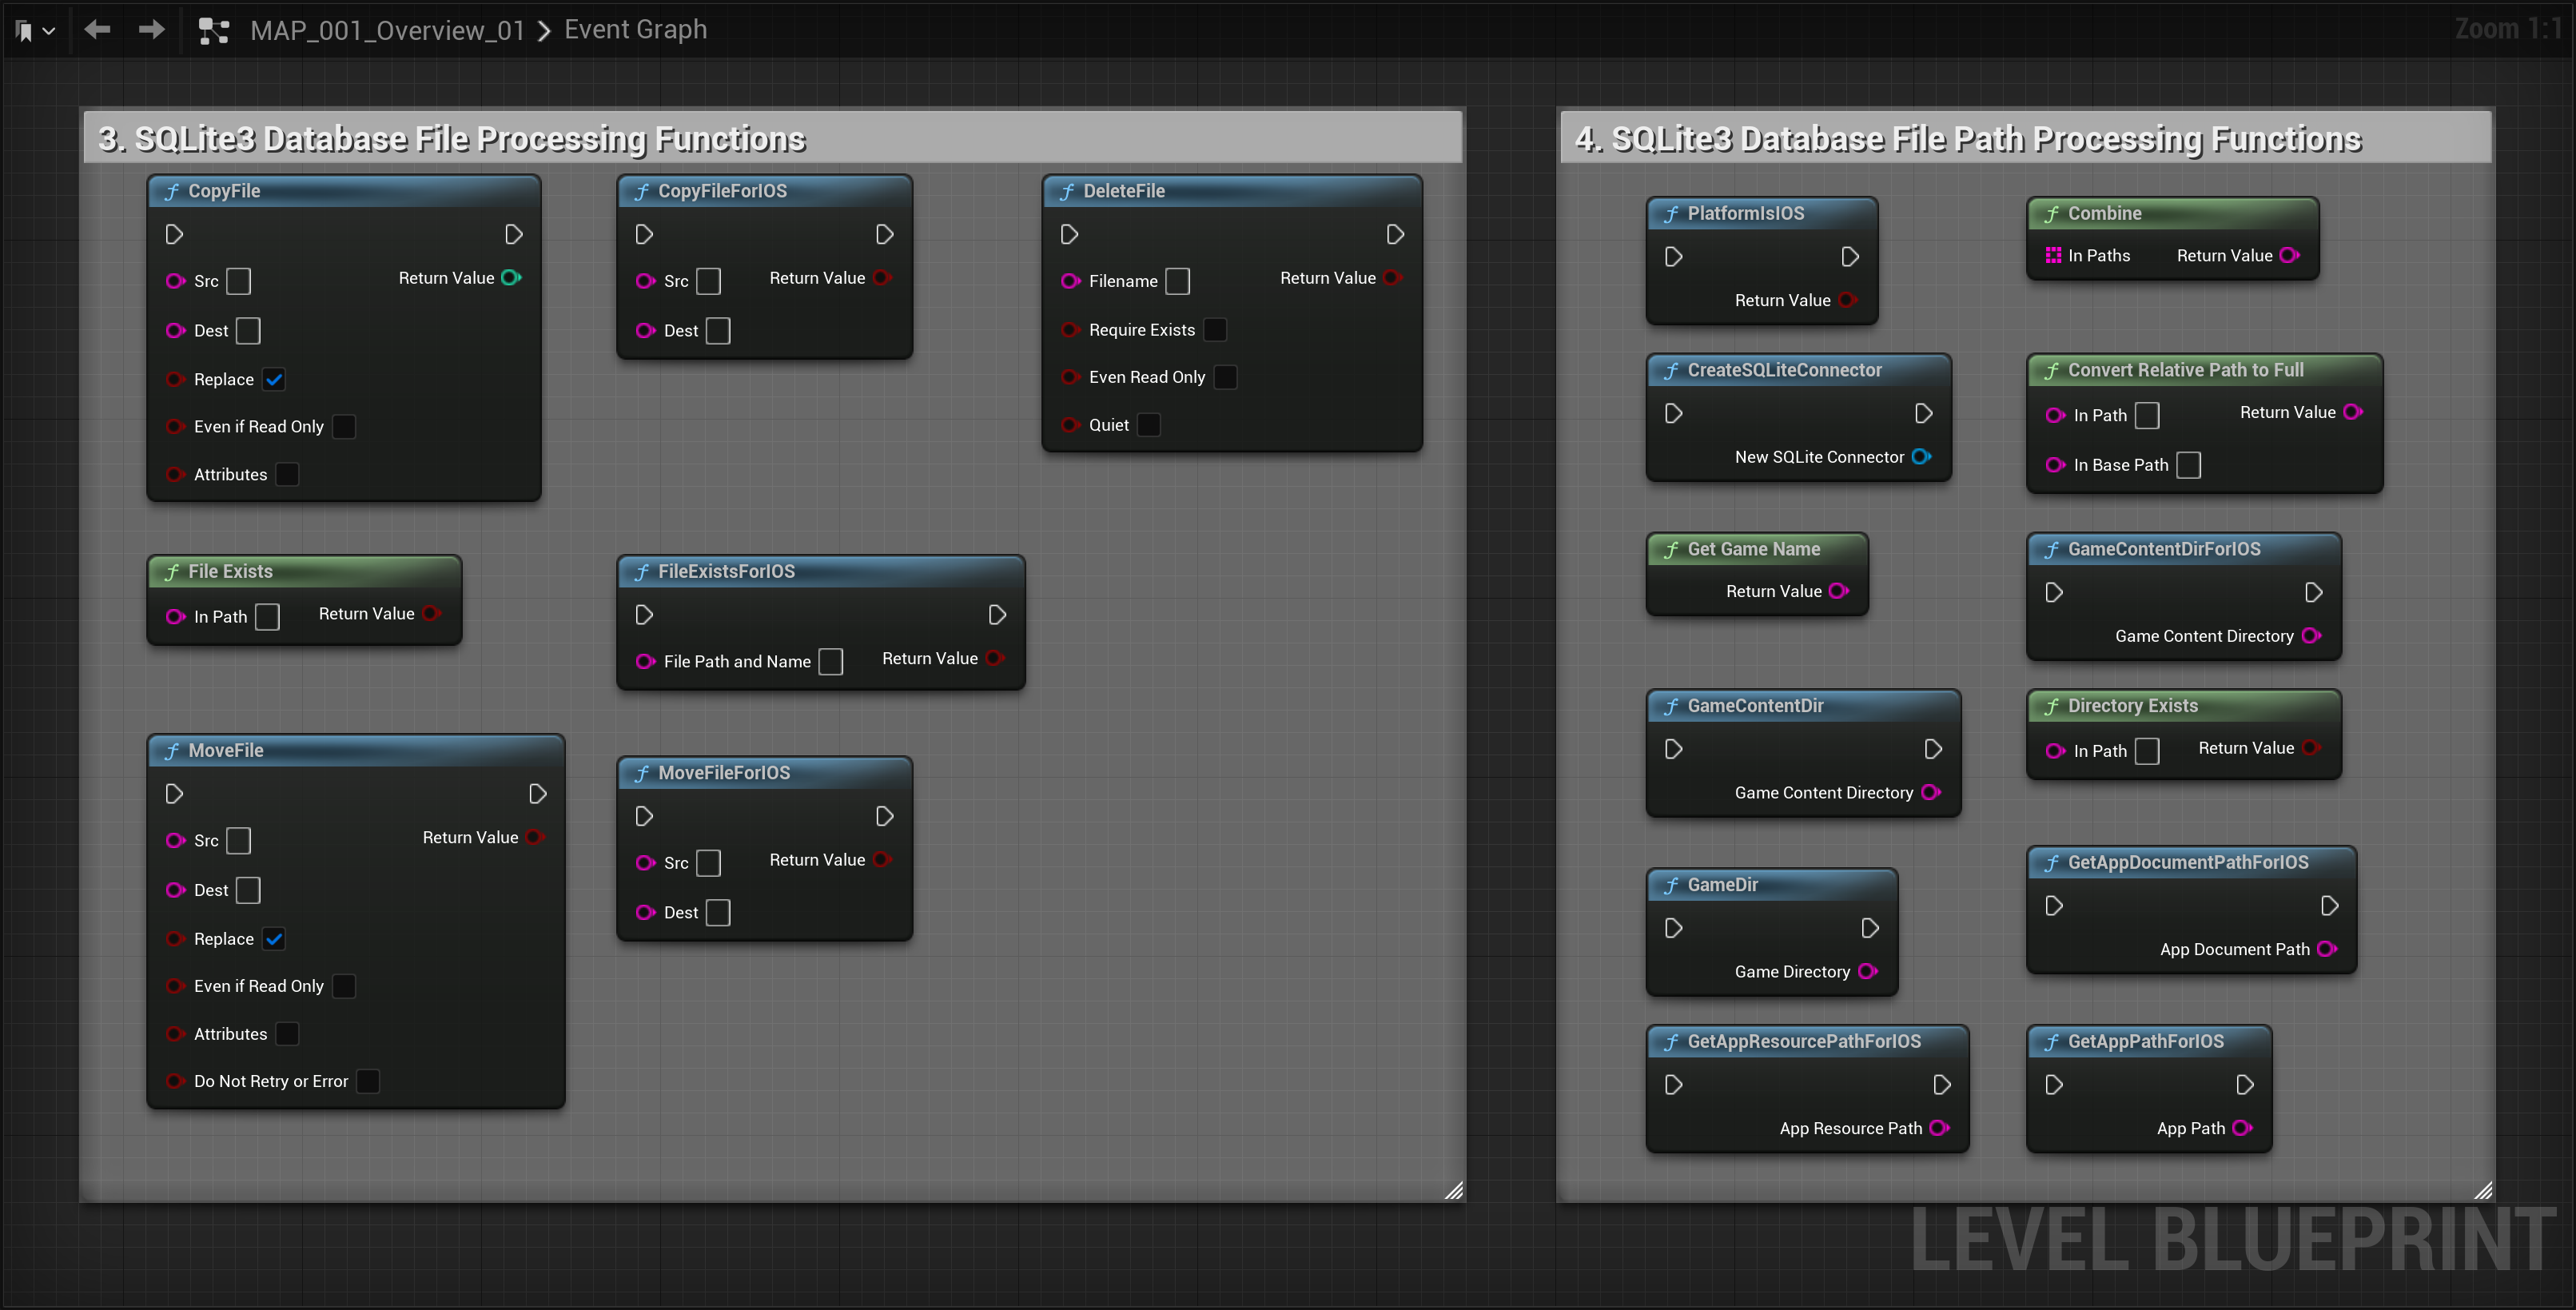 MAP_001_Overview_01 > Event Graph
Zoom 1:1
3. SQLite3 Database File Processing Functions
CopyFile
Src
Return Value
Dest
Replace
Even if Read Only
Attributes
CopyFileForIOS
Src
Return Value
Dest
DeleteFile
Filename
Return Value
Require Exists
Even Read Only
Quiet
File Exists
In Path
Return Value
FileExistsForIOS
File Path and Name
Return Value
MoveFile
Src
Return Value
Dest
Replace
Even if Read Only
Attributes
Do Not Retry or Error
MoveFileForIOS
Src
Return Value
Dest
4. SQLite3 Database File Path Processing Functions
PlatformIsIOS
Return Value
Combine
In Paths
Return Value
CreateSQLiteConnector
New SQLite Connector
Convert Relative Path to Full
In Path
Return Value
In Base Path
Get Game Name
Return Value
GameContentDirForIOS
Game Content Directory
GameContentDir
Game Content Directory
Directory Exists
In Path
Return Value
GameDir
Game Directory
GetAppDocumentPathForIOS
App Document Path
GetAppResourcePathForIOS
App Resource Path
GetAppPathForIOS
App Path
LEVEL BLUEPRINT